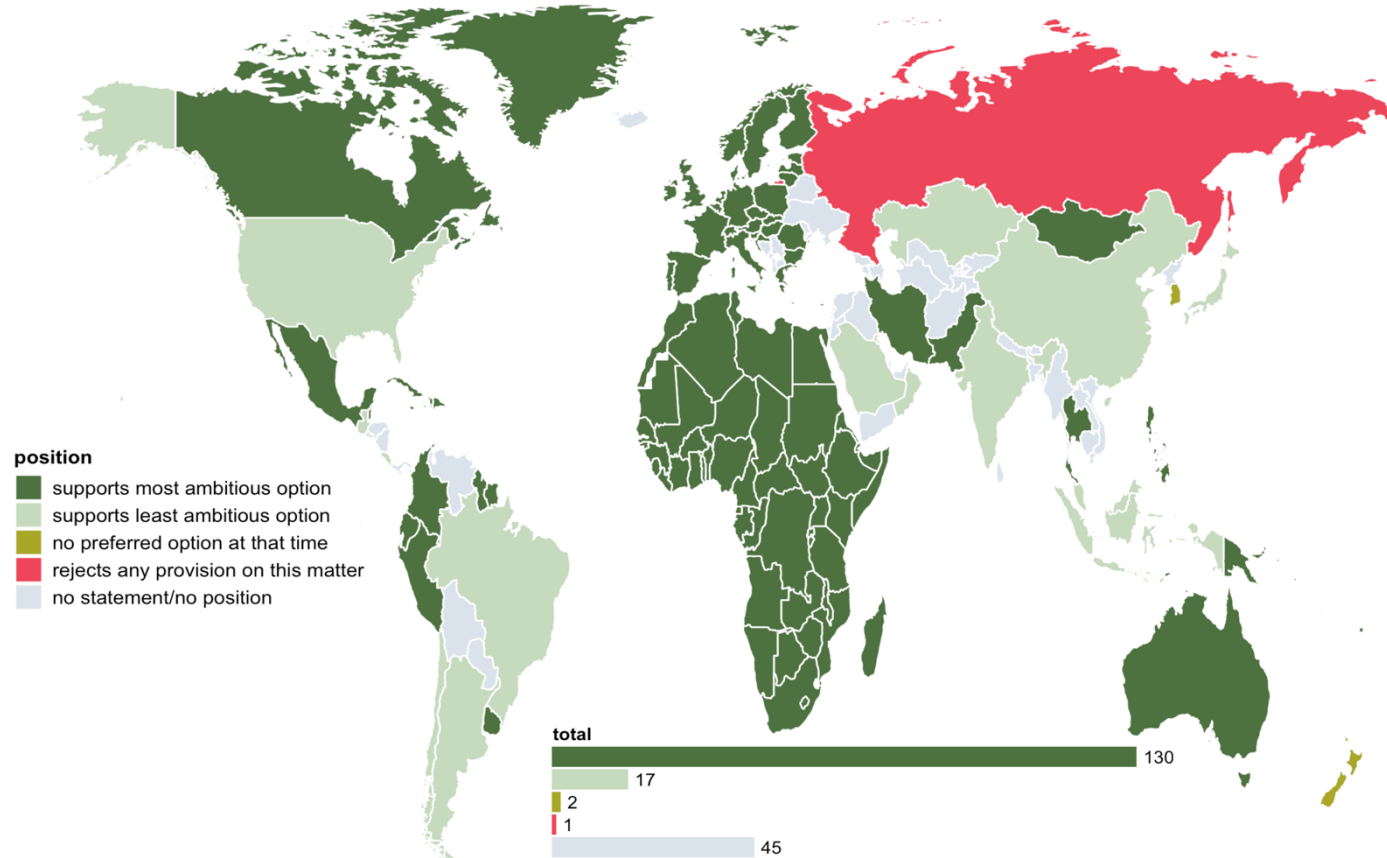 position
supports most ambitious option
supports least ambitious option
no preferred option at that time
rejects any provision on this matter
no statement/no position
total
130
17
2
1
45